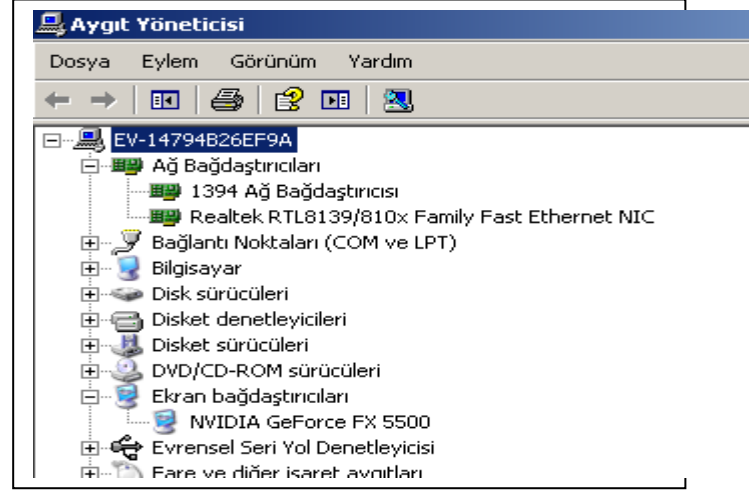 Aygıt Yöneticisi
Dosya Eylem Görünüm Yardım
EV-14794B26EF9A
Ağ Bağdaştırıcıları
1394 Ağ Bağdaştırıcısı
Realtek RTL8139/810x Family Fast Ethernet NIC
Bağlantı Noktaları (COM ve LPT)
Bilgisayar
Disk sürücüleri
Disket denetleyicileri
Disket sürücüleri
DVD/CD-ROM sürücüleri
Ekran bağdaştırıcıları
NVIDIA GeForce FX 5500
Evrensel Seri Yol Denetleyicisi
Fare ve diğer işaret aygıtları